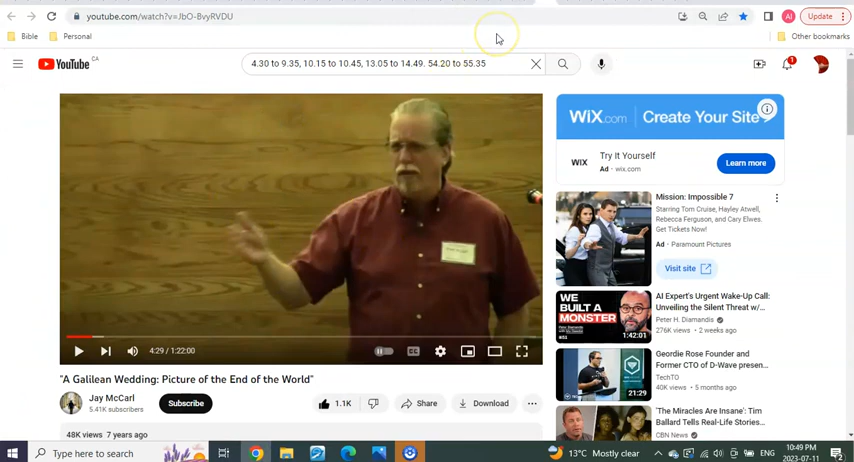 youtube.com/watch?v=JbO-BvyRVDU
AI
Update
Bible
Personal
Other bookmarks
YouTube CA
4.30 to 9.35, 10.15 to 10.45, 13.05 to 14.49. 54.20 to 55.35
1
WiX.com Create Your Site
WiX
Try It Yourself
Ad · wix.com
Learn more
Mission: Impossible 7
Starring Tom Cruise, Hayley Atwell,
Rebecca Ferguson, and Cary Elwes.
Get Tickets Now!
Ad · Paramount Pictures
Visit site
WE
BUILT A
MONSTER
1:42:01
AI Expert's Urgent Wake-Up Call:
Unveiling the Silent Threat w/...
Peter H. Diamandis
276K views · 2 weeks ago
21:29
Geordie Rose Founder and
Former CTO of D-Wave presen...
TechTO
40K views · 5 months ago
'The Miracles Are Insane': Tim
Ballard Tells Real-Life Stories...
CBN News
4:29 / 1:22:00
CC
"A Galilean Wedding: Picture of the End of the World"
Jay McCarl
5.41K subscribers
Subscribe
1.1K
Share
Download
48K views 7 years ago
Type here to search
13°C Mostly clear
ENG
10:49 PM
2023-07-11
2